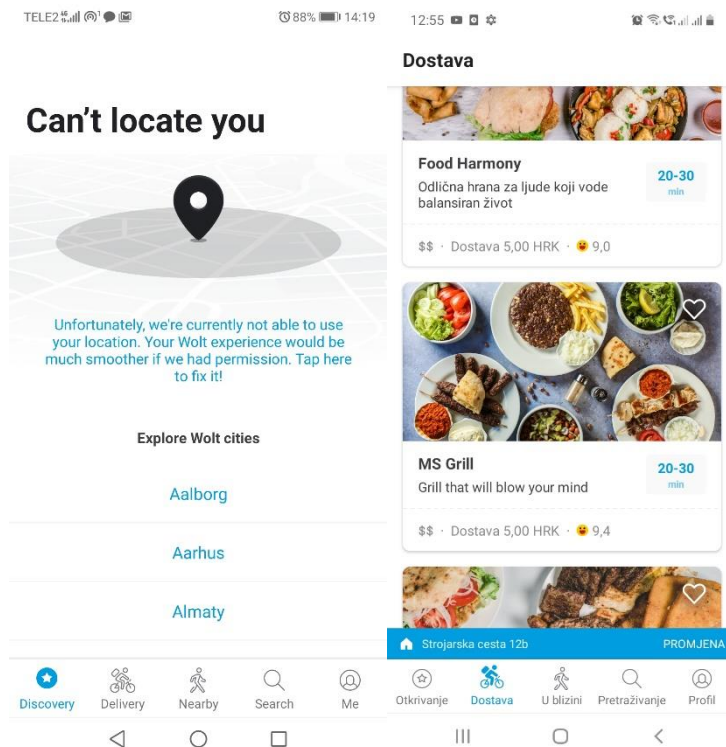 TELE2
88%
14:19
Can't locate you
Unfortunately, we're currently not able to use
your location. Your Wolt experience would be
much smoother if we had permission. Tap here
to fix it!
Explore Wolt cities
Aalborg
Aarhus
Almaty
Discovery
Delivery
Nearby
Search
Me
12:55
Dostava
Food Harmony
Odlična hrana za ljude koji vode
balansiran život
20-30
min
$$ · Dostava 5,00 HRK · 9,0
MS Grill
Grill that will blow your mind
20-30
min
$$ · Dostava 5,00 HRK · 9,4
Strojarska cesta 12b
PROMJENA
Otkrivanje
Dostava
U blizini
Pretraživanje
Profil